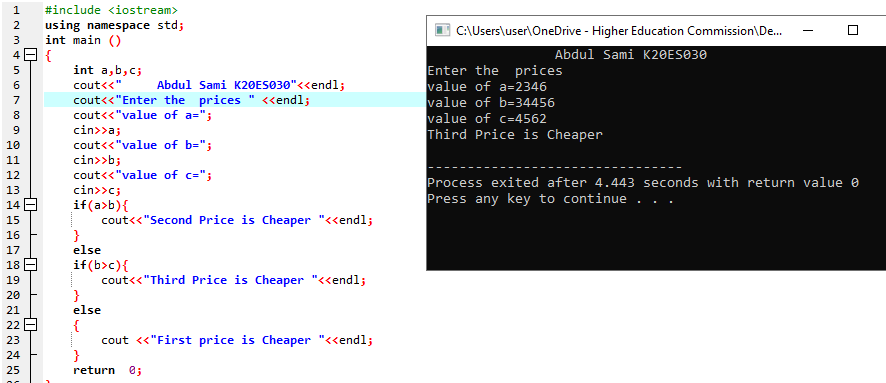 1 #include <iostream>
2 using namespace std;
3 int main ()
4 {
5 int a,b,c;
6 cout<<"     Abdul Sami K20ES030"<<endl;
7 cout<<"Enter the  prices " <<endl;
8 cout<<"value of a=";
9 cin>>a;
10 cout<<"value of b=";
11 cin>>b;
12 cout<<"value of c=";
13 cin>>c;
14 if(a>b){
15 cout<<"Second Price is Cheaper "<<endl;
16 }
17 else
18 if(b>c){
19 cout<<"Third Price is Cheaper "<<endl;
20 }
21 else
22 {
23 cout <<"First price is Cheaper "<<endl;
24 }
25 return  0;
C:\Users\user\OneDrive - Higher Education Commission\De...
Abdul Sami K20ES030
Enter the  prices
value of a=2346
value of b=34456
value of c=4562
Third Price is Cheaper
--------------------------------
Process exited after 4.443 seconds with return value 0
Press any key to continue . . .